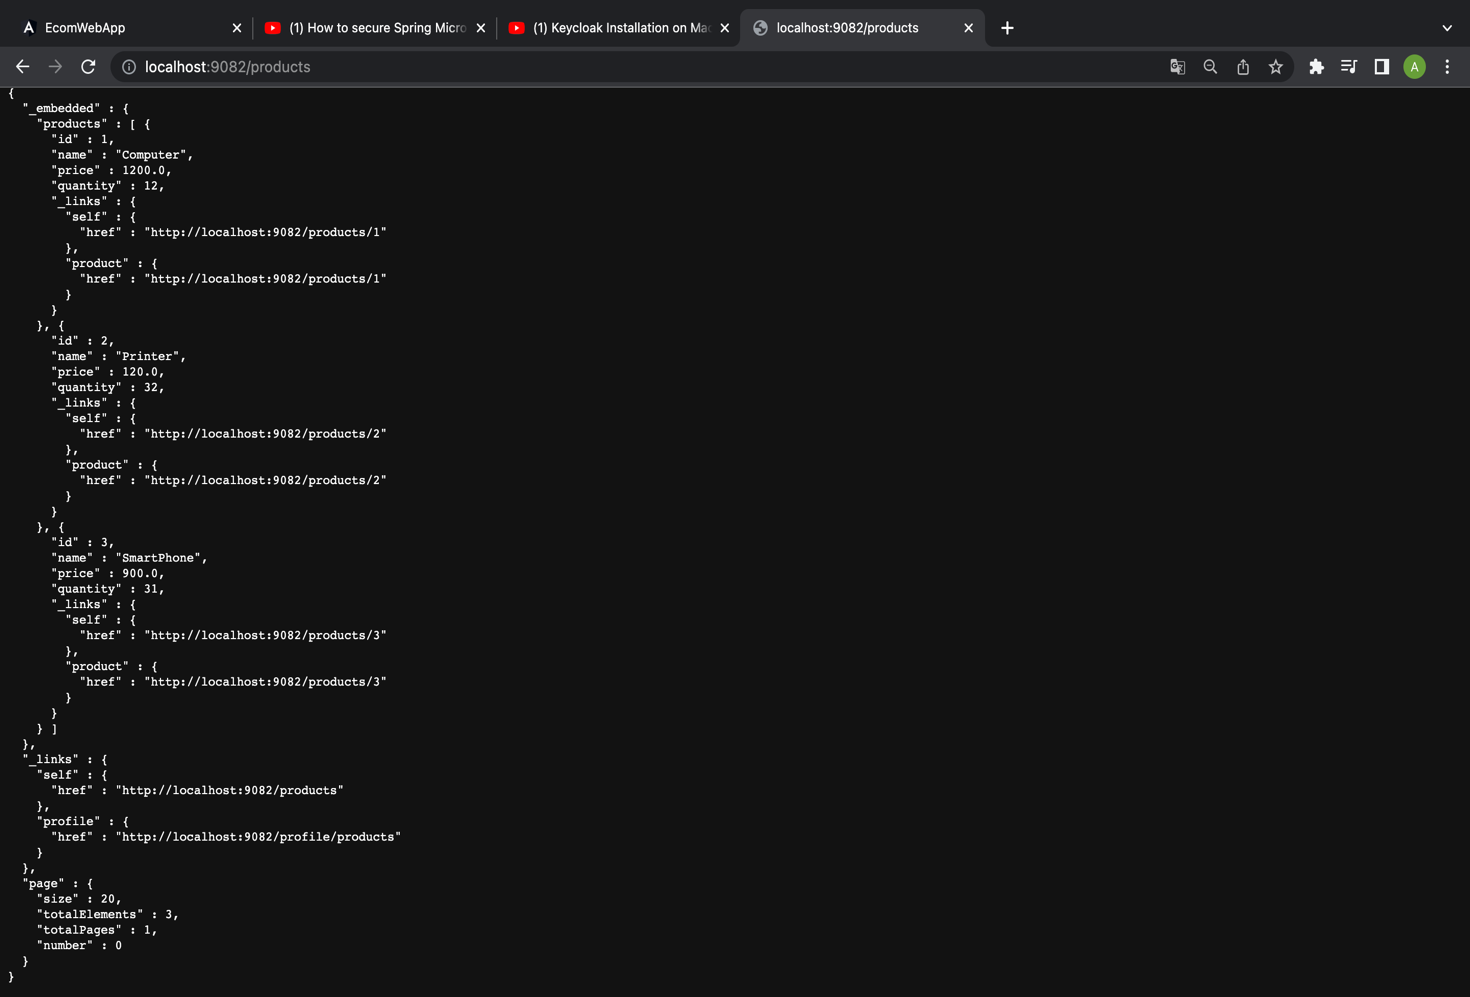 EcomWebApp
(1) How to secure Spring Micro
(1) Keycloak Installation on Mac
localhost:9082/products
localhost:9082/products
A
{
  "_embedded" : {
    "products" : [ {
      "id" : 1,
      "name" : "Computer",
      "price" : 1200.0,
      "quantity" : 12,
      "_links" : {
        "self" : {
          "href" : "http://localhost:9082/products/1"
        },
        "product" : {
          "href" : "http://localhost:9082/products/1"
        }
      }
    }, {
      "id" : 2,
      "name" : "Printer",
      "price" : 120.0,
      "quantity" : 32,
      "_links" : {
        "self" : {
          "href" : "http://localhost:9082/products/2"
        },
        "product" : {
          "href" : "http://localhost:9082/products/2"
        }
      }
    }, {
      "id" : 3,
      "name" : "SmartPhone",
      "price" : 900.0,
      "quantity" : 31,
      "_links" : {
        "self" : {
          "href" : "http://localhost:9082/products/3"
        },
        "product" : {
          "href" : "http://localhost:9082/products/3"
        }
      }
    } ]
  },
  "_links" : {
    "self" : {
      "href" : "http://localhost:9082/products"
    },
    "profile" : {
      "href" : "http://localhost:9082/profile/products"
    }
  },
  "page" : {
    "size" : 20,
    "totalElements" : 3,
    "totalPages" : 1,
    "number" : 0
  }
}